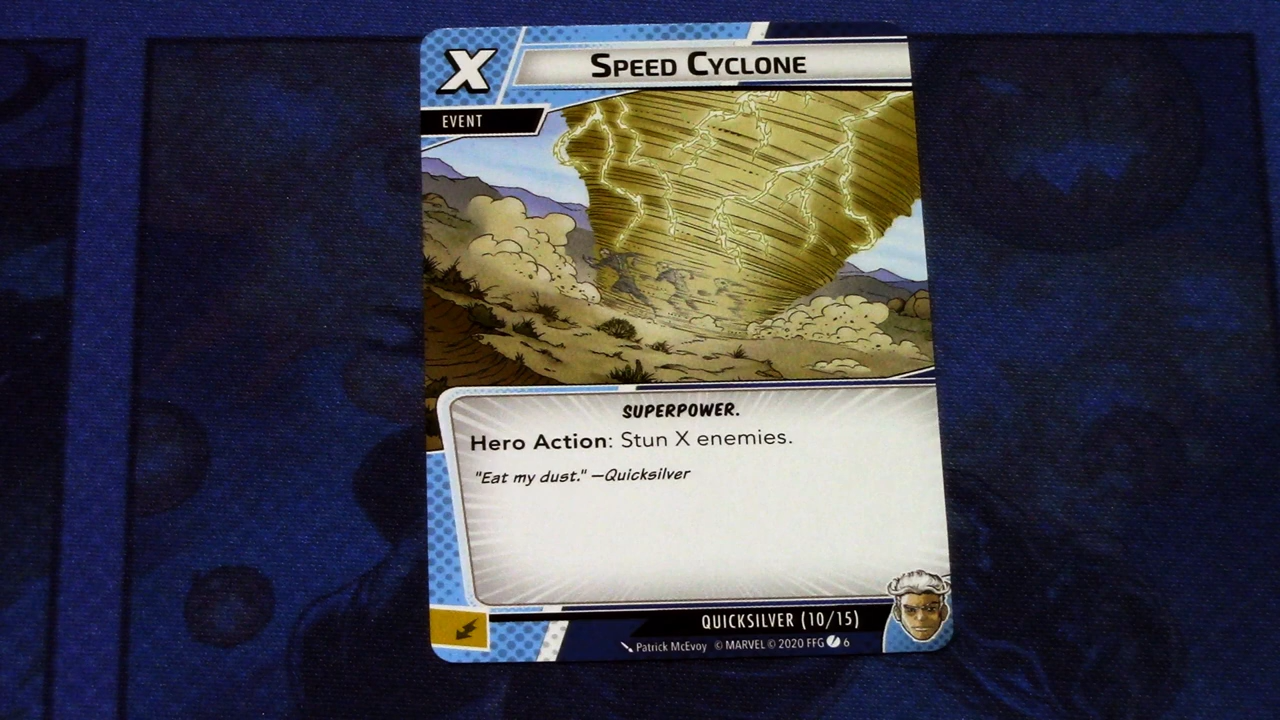 X
SPEED CYCLONE
EVENT
SUPERPOWER.
Hero Action: Stun X enemies.
"Eat my dust." —Quicksilver
QUICKSILVER (10/15)
Patrick McEvoy © MARVEL © 2020 FFG 6